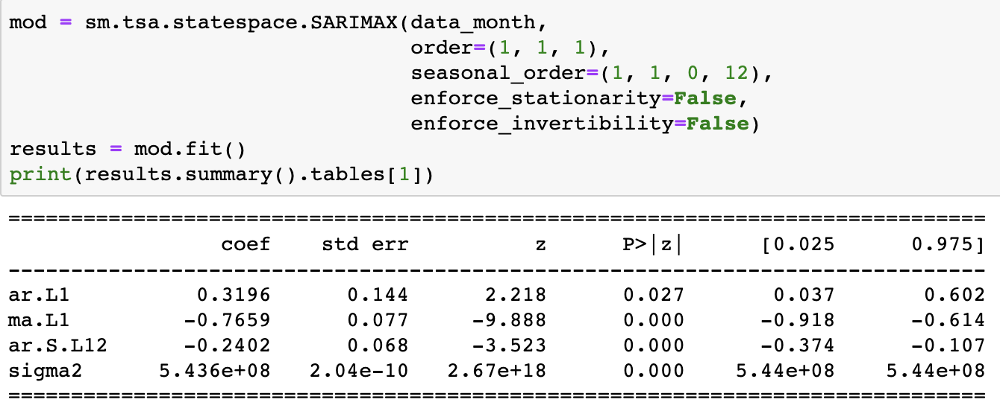 mod = sm.tsa.statespace.SARIMAX(data_month,
                                order=(1, 1, 1),
                                seasonal_order=(1, 1, 0, 12),
                                enforce_stationarity=False,
                                enforce_invertibility=False)
results = mod.fit()
print(results.summary().tables[1])
==============================================================================
                 coef    std err          z      P>|z|      [0.025      0.975]
------------------------------------------------------------------------------
ar.L1          0.3196      0.144      2.218      0.027       0.037       0.602
ma.L1         -0.7659      0.077     -9.888      0.000      -0.918      -0.614
ar.S.L12      -0.2402      0.068     -3.523      0.000      -0.374      -0.107
sigma2      5.436e+08   2.04e-10   2.67e+18      0.000    5.44e+08    5.44e+08
==============================================================================